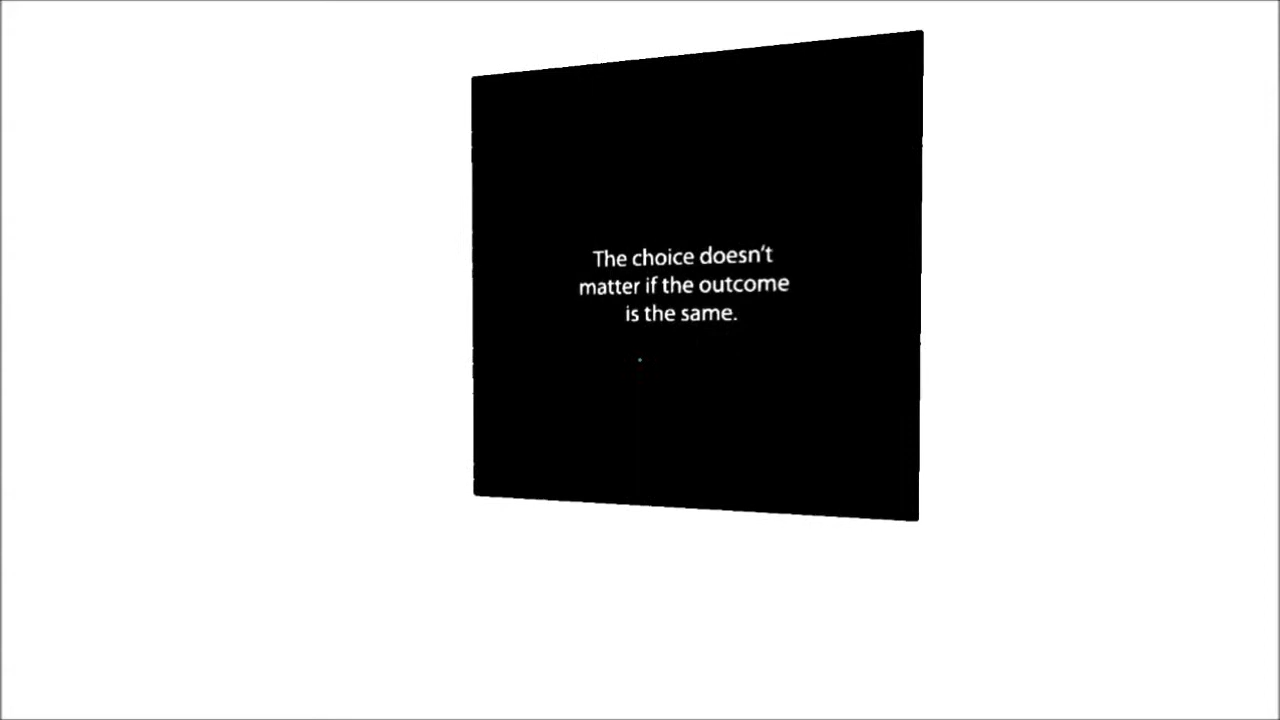 The choice doesn't
matter if the outcome
is the same.